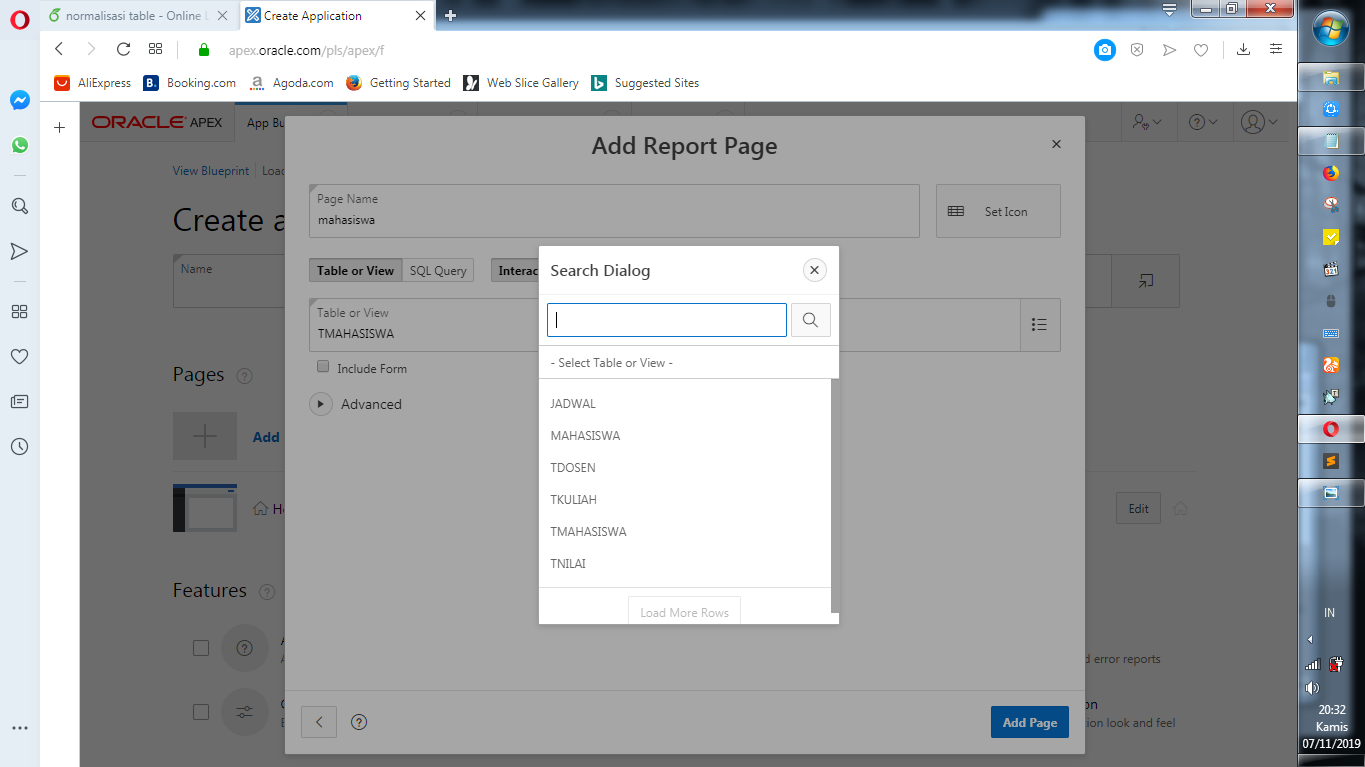 normalisasi table - Online L
Create Application
apex.oracle.com/pls/apex/f
AliExpress
Booking.com
Agoda.com
Getting Started
Web Slice Gallery
Suggested Sites
ORACLE APEX
App Bu
View Blueprint
Loa
Create a
Name
Add Report Page
Page Name
mahasiswa
Set Icon
Table or View
SQL Query
Interac
Table or View
TMAHASISWA
Include Form
Advanced
Search Dialog
- Select Table or View -
JADWAL
MAHASISWA
TDOSEN
TKULIAH
TMAHASISWA
TNILAI
Load More Rows
Pages
Add
H
Edit
Features
d error reports
on
ion look and feel
Add Page
IN
20:32
Kamis
07/11/2019